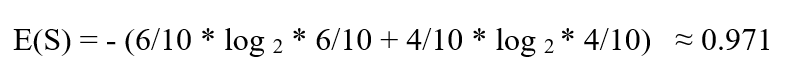 E(S) = - (6/10 * log ₂ * 6/10 + 4/10 * log ₂ * 4/10) ≈ 0.971